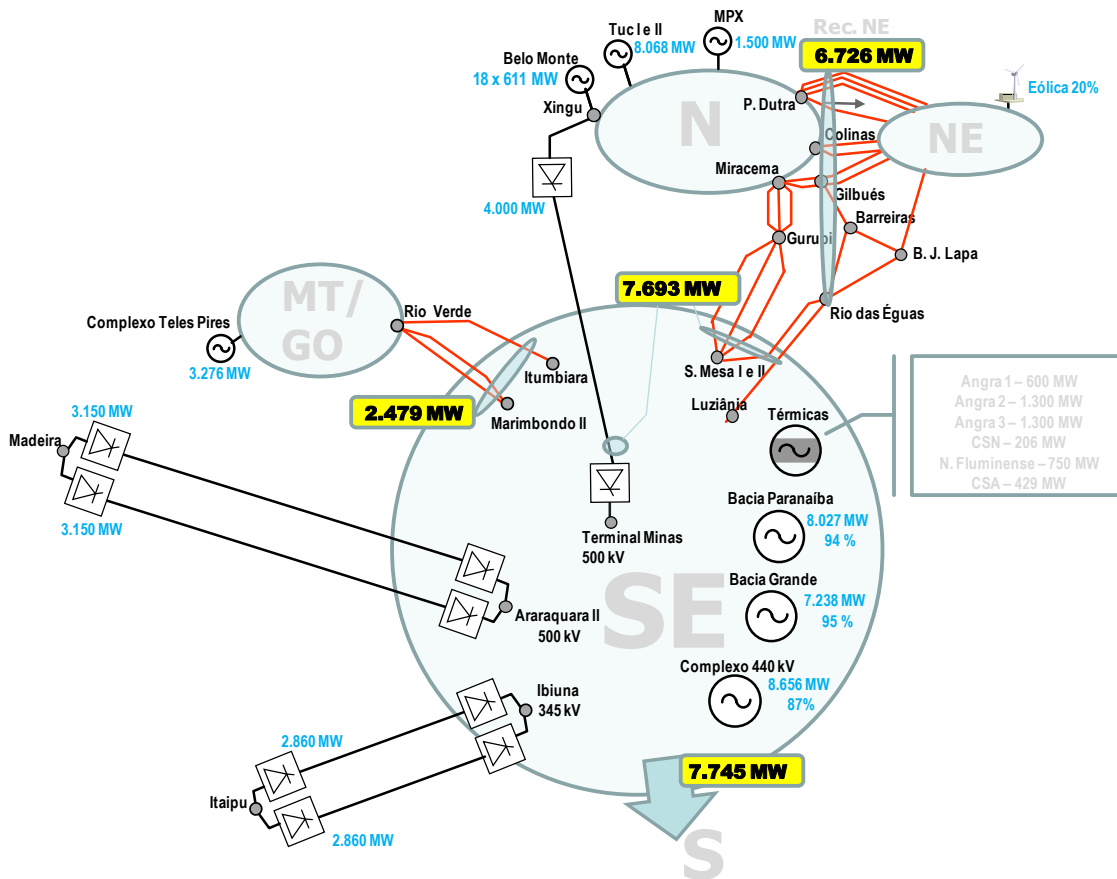 MPX
1.500 MW
Tuc I e II
8.068 MW
Belo Monte
18 x 611 MW
Xingu
Rec. NE
6.726 MW
Eólica 20%
P. Dutra
N
NE
Colinas
Miracema
Gilbués
4.000 MW
Barreiras
Gurupi
B. J. Lapa
7.693 MW
MT/
GO
Rio Verde
Rio das Éguas
Complexo Teles Pires
3.276 MW
Itumbiara
S. Mesa I e II
2.479 MW
Marimbondo II
Luziânia
Térmicas
Angra 1 – 600 MW
Angra 2 – 1.300 MW
Angra 3 – 1.300 MW
CSN – 206 MW
N. Fluminense – 750 MW
CSA – 429 MW
3.150 MW
Madeira
3.150 MW
Terminal Minas
500 kV
Bacia Paranaíba
8.027 MW
94 %
SE
Bacia Grande
7.238 MW
95 %
Araraquara II
500 kV
Complexo 440 kV
8.656 MW
87%
Ibiuna
345 kV
2.860 MW
Itaipu
2.860 MW
7.745 MW
S